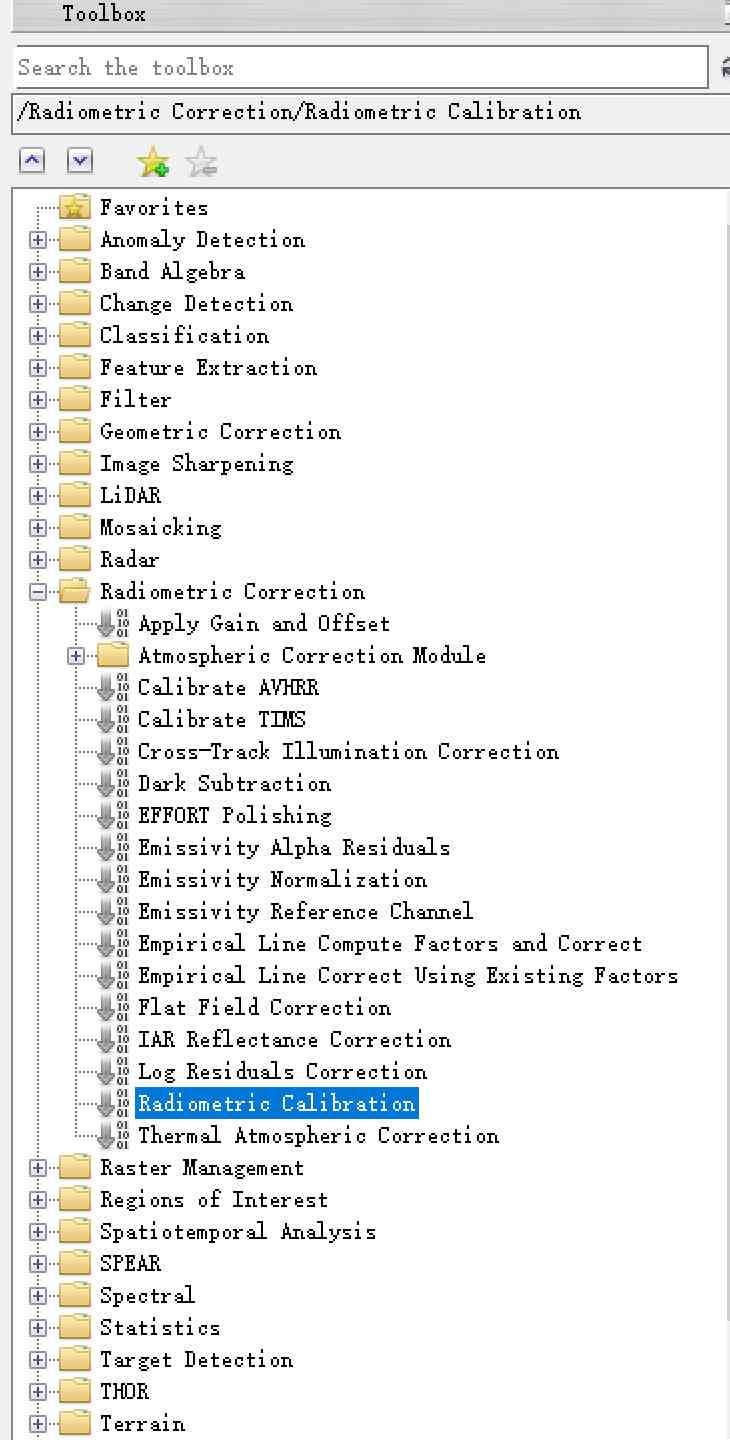 Toolbox
Search the toolbox
/Radiometric Correction/Radiometric Calibration
Favorites
Anomaly Detection
Band Algebra
Change Detection
Classification
Feature Extraction
Filter
Geometric Correction
Image Sharpening
LiDAR
Mosaicking
Radar
Radiometric Correction
Apply Gain and Offset
Atmospheric Correction Module
Calibrate AVHRR
Calibrate TIMS
Cross-Track Illumination Correction
Dark Subtraction
EFFORT Polishing
Emissivity Alpha Residuals
Emissivity Normalization
Emissivity Reference Channel
Empirical Line Compute Factors and Correct
Empirical Line Correct Using Existing Factors
Flat Field Correction
IAR Reflectance Correction
Log Residuals Correction
Radiometric Calibration
Thermal Atmospheric Correction
Raster Management
Regions of Interest
Spatiotemporal Analysis
SPEAR
Spectral
Statistics
Target Detection
THOR
Terrain